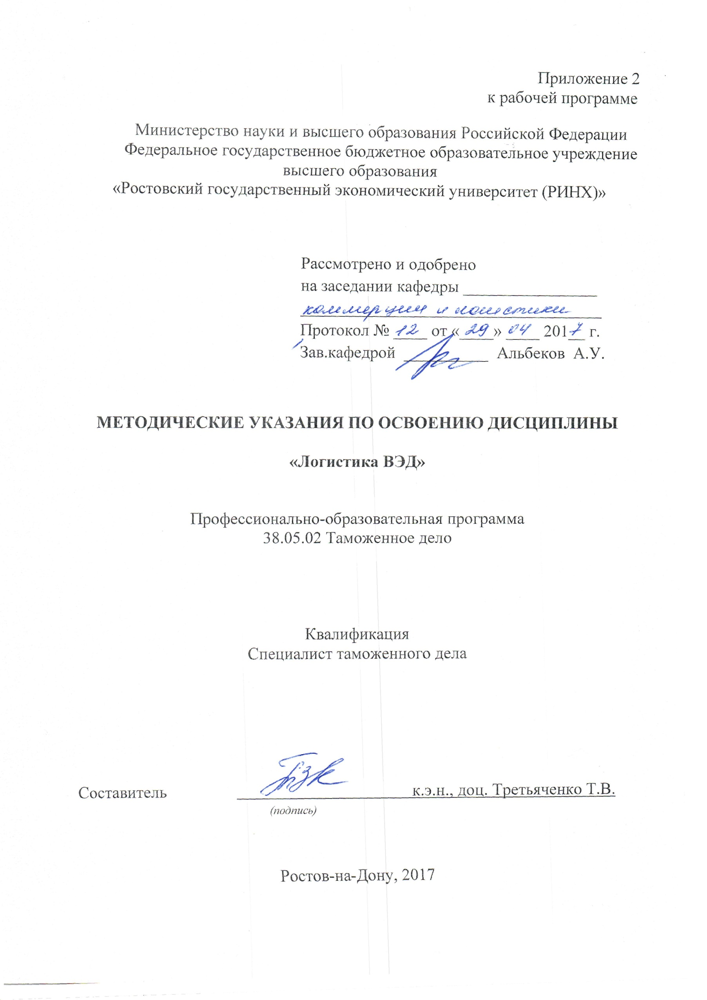 Приложение 2
к рабочей программе
Министерство науки и высшего образования Российской Федерации
Федеральное государственное бюджетное образовательное учреждение
высшего образования
«Ростовский государственный экономический университет (РИНХ)»
Рассмотрено и одобрено
на заседании кафедры
коммерции и логистики
Протокол № 12 от «29» 04 2017 г.
Зав.кафедрой Альбеков А.У.
МЕТОДИЧЕСКИЕ УКАЗАНИЯ ПО ОСВОЕНИЮ ДИСЦИПЛИНЫ
«Логистика ВЭД»
Профессионально-образовательная программа
38.05.02 Таможенное дело
Квалификация
Специалист таможенного дела
Составитель к.э.н., доц. Третьяченко Т.В.
(подпись)
Ростов-на-Дону, 2017